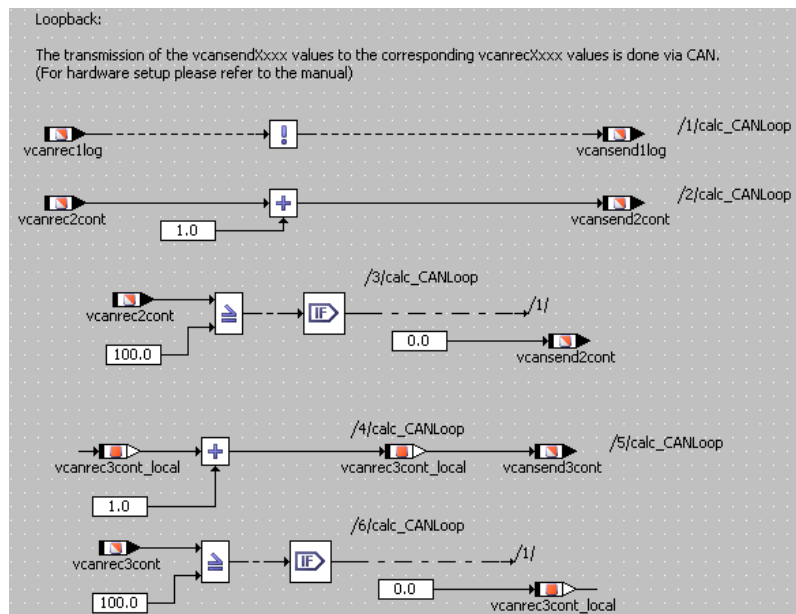 Loopback:
The transmission of the vcansendXxxx values to the corresponding vcanrecXxxx values is done via CAN.
(For hardware setup please refer to the manual)
/1/calc_CANLoop
!
vcanrec1log
vcansend1log
/2/calc_CANLoop
+
vcanrec2cont
vcansend2cont
1.0
/3/calc_CANLoop
/1/
vcanrec2cont
≥
IF
100.0
0.0
vcansend2cont
/4/calc_CANLoop
/5/calc_CANLoop
+
vcanrec3cont_local
vcanrec3cont_local
vcansend3cont
1.0
/6/calc_CANLoop
/1/
vcanrec3cont
≥
IF
100.0
0.0
vcanrec3cont_local